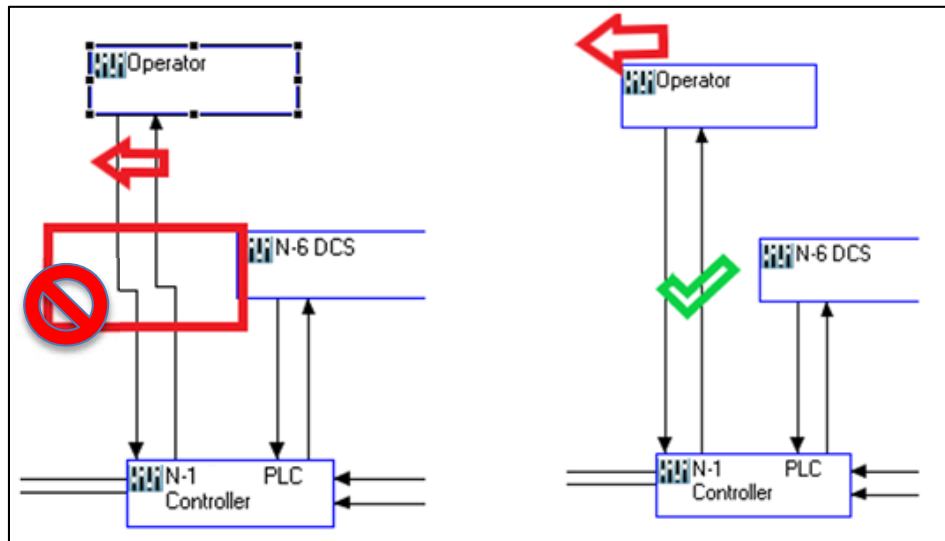 Operator
N-6 DCS
N-1 PLC
Controller
Operator
N-6 DCS
N-1 PLC
Controller